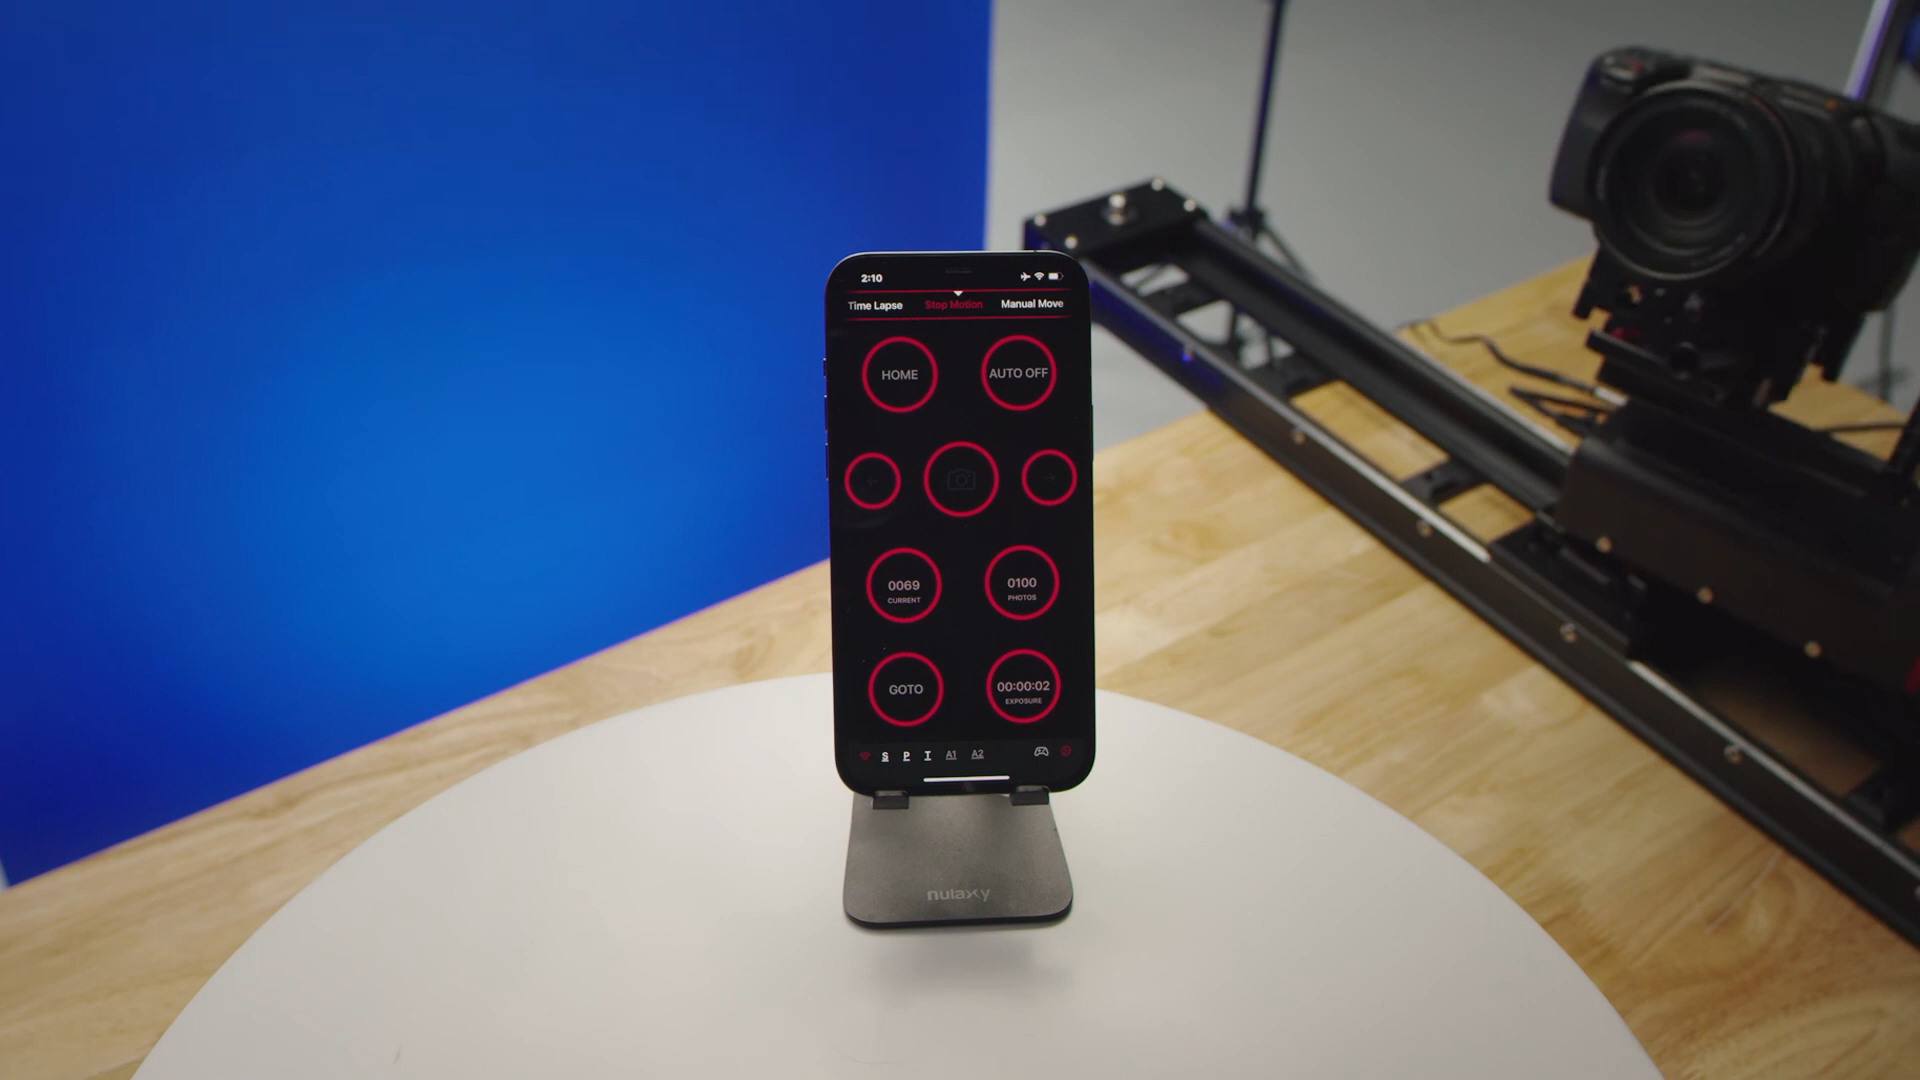 2:10
Time Lapse Stop Motion Manual Move
HOME AUTO OFF
0069 0100
CURRENT PHOTOS
GOTO 00:00:02
EXPOSURE
S P T A1 A2
nulaxy